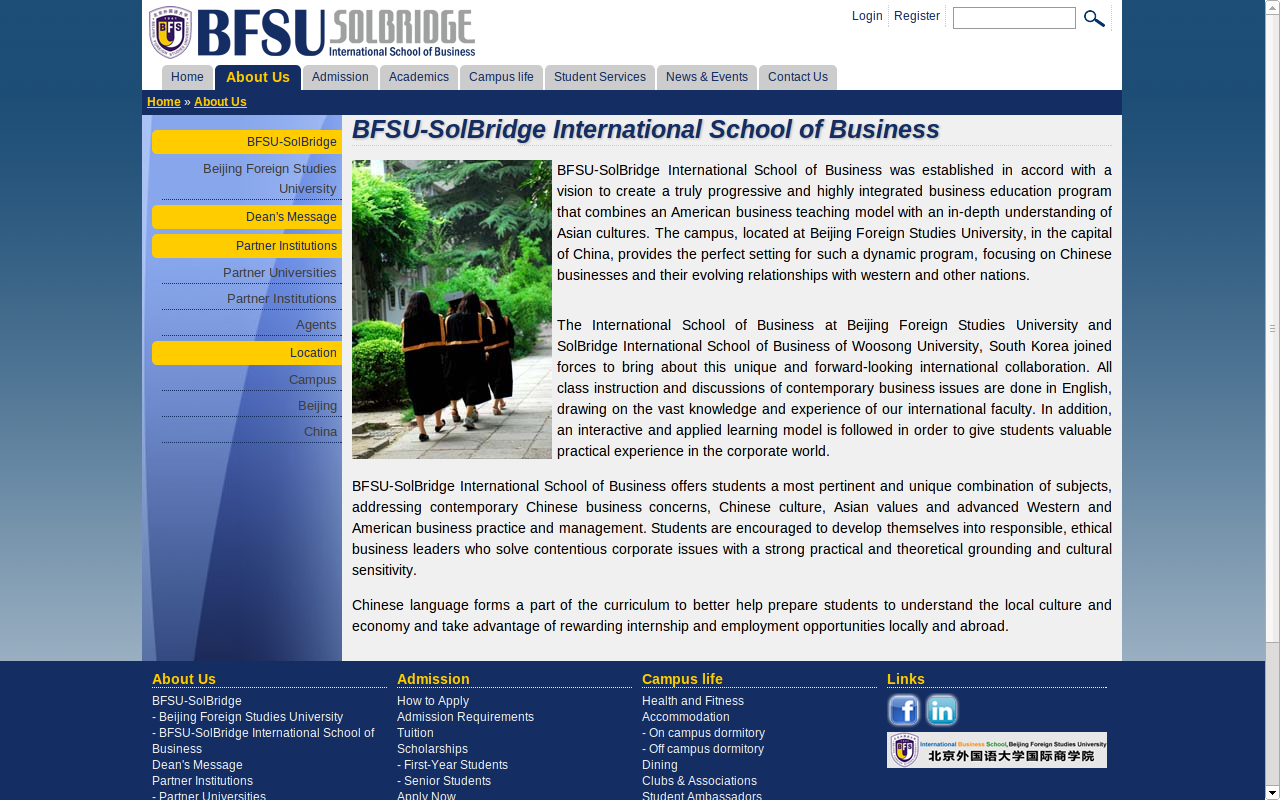 BFSU SOLBRIDGE
International School of Business
Login Register
Home About Us Admission Academics Campus life Student Services News & Events Contact Us
Home » About Us
BFSU-SolBridge
Beijing Foreign Studies
University
Dean's Message
Partner Institutions
Partner Universities
Partner Institutions
Agents
Location
Campus
Beijing
China
BFSU-SolBridge International School of Business
BFSU-SolBridge International School of Business was established in accord with a
vision to create a truly progressive and highly integrated business education program
that combines an American business teaching model with an in-depth understanding of
Asian cultures. The campus, located at Beijing Foreign Studies University, in the capital
of China, provides the perfect setting for such a dynamic program, focusing on Chinese
businesses and their evolving relationships with western and other nations.
The International School of Business at Beijing Foreign Studies University and
SolBridge International School of Business of Woosong University, South Korea joined
forces to bring about this unique and forward-looking international collaboration. All
class instruction and discussions of contemporary business issues are done in English,
drawing on the vast knowledge and experience of our international faculty. In addition,
an interactive and applied learning model is followed in order to give students valuable
practical experience in the corporate world.
BFSU-SolBridge International School of Business offers students a most pertinent and unique combination of subjects,
addressing contemporary Chinese business concerns, Chinese culture, Asian values and advanced Western and
American business practice and management. Students are encouraged to develop themselves into responsible, ethical
business leaders who solve contentious corporate issues with a strong practical and theoretical grounding and cultural
sensitivity.
Chinese language forms a part of the curriculum to better help prepare students to understand the local culture and
economy and take advantage of rewarding internship and employment opportunities locally and abroad.
About Us
BFSU-SolBridge
- Beijing Foreign Studies University
- BFSU-SolBridge International School of
Business
Dean's Message
Partner Institutions
- Partner Universities
Admission
How to Apply
Admission Requirements
Tuition
Scholarships
- First-Year Students
- Senior Students
Apply Now
Campus life
Health and Fitness
Accommodation
- On campus dormitory
- Off campus dormitory
Dining
Clubs & Associations
Student Ambassadors
Links
International Business School,Beijing Foreign Studies University
北京外国语大学国际商学院